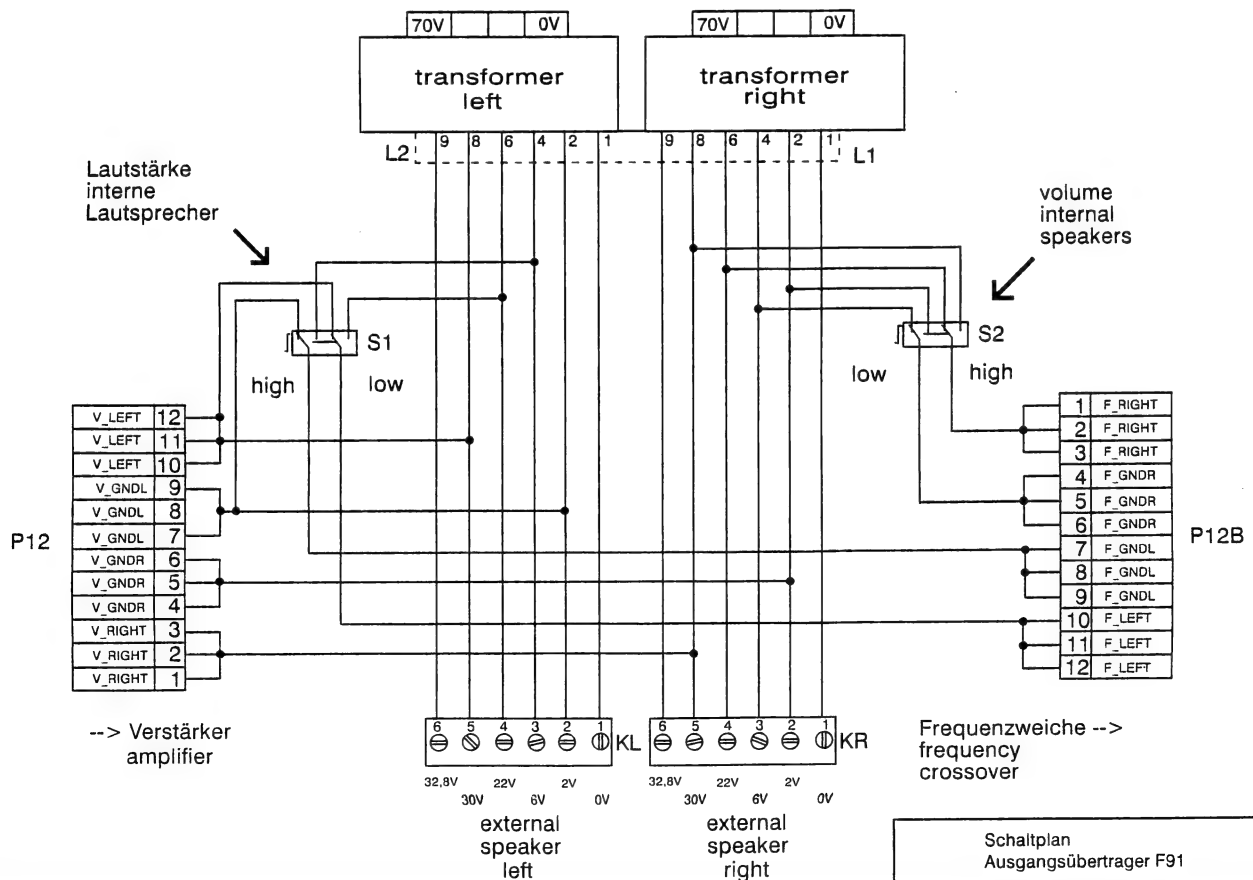 70V 0V
70V 0V
transformer
left
transformer
right
9 8 6 4 2 1
9 8 6 4 2 1
L2
L1
Lautstärke
interne
Lautsprecher
volume
internal
speakers
S1
S2
high low
low high
P12
V_LEFT 12
V_LEFT 11
V_LEFT 10
V_GNDL 9
V_GNDL 8
V_GNDL 7
V_GNDR 6
V_GNDR 5
V_GNDR 4
V_RIGHT 3
V_RIGHT 2
V_RIGHT 1
1 F_RIGHT
2 F_RIGHT
3 F_RIGHT
4 F_GNDR
5 F_GNDR
6 F_GNDR
7 F_GNDL
8 F_GNDL
9 F_GNDL
10 F_LEFT
11 F_LEFT
12 F_LEFT
P12B
--> Verstärker
amplifier
6 5 4 3 2 1
KL
32,8V 22V 2V
30V 6V 0V
external
speaker
left
6 5 4 3 2 1
KR
32,8V 22V 2V
30V 6V 0V
external
speaker
right
Frequenzweiche -->
frequency
crossover
Schaltplan
Ausgangsübertrager F91